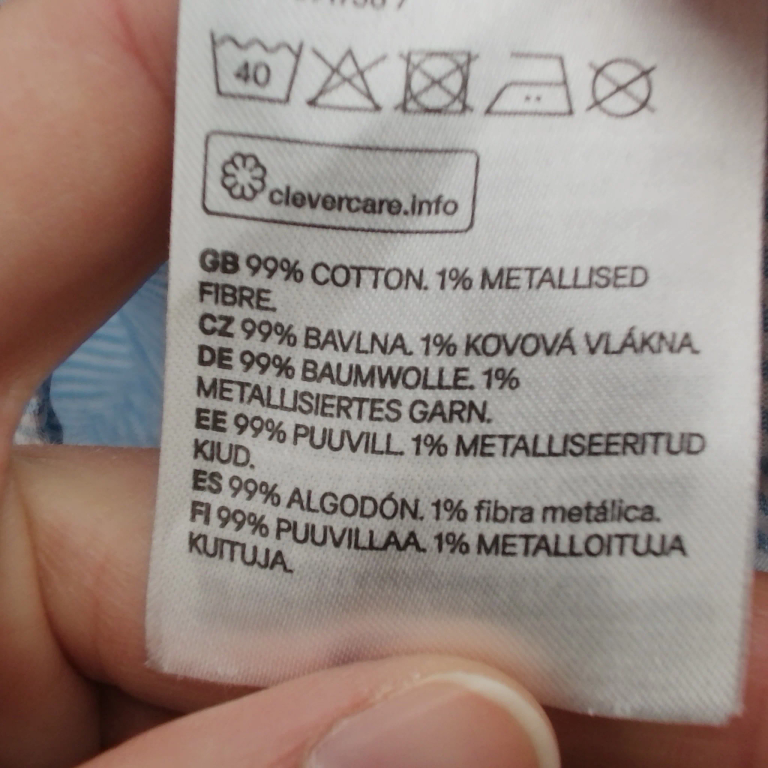 40
clevercare.info
GB 99% COTTON. 1% METALLISED
FIBRE.
CZ 99% BAVLNA. 1% KOVOVÁ VLÁKNA.
DE 99% BAUMWOLLE. 1%
METALLISIERTES GARN.
EE 99% PUUVILL. 1% METALLISEERITUD
KIUD.
ES 99% ALGODÓN. 1% fibra metálica.
FI 99% PUUVILLAA. 1% METALLOITUJA
KUITUJA.